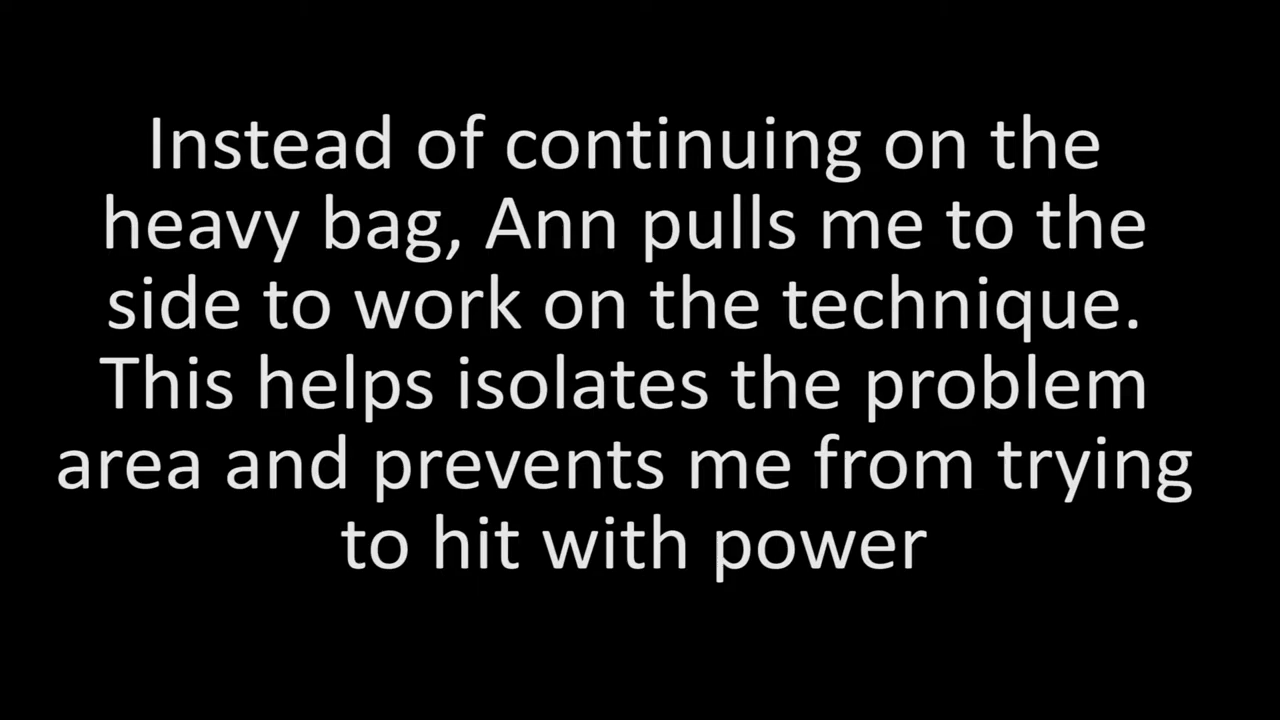 Instead of continuing on the
heavy bag, Ann pulls me to the
side to work on the technique.
This helps isolates the problem
area and prevents me from trying
to hit with power